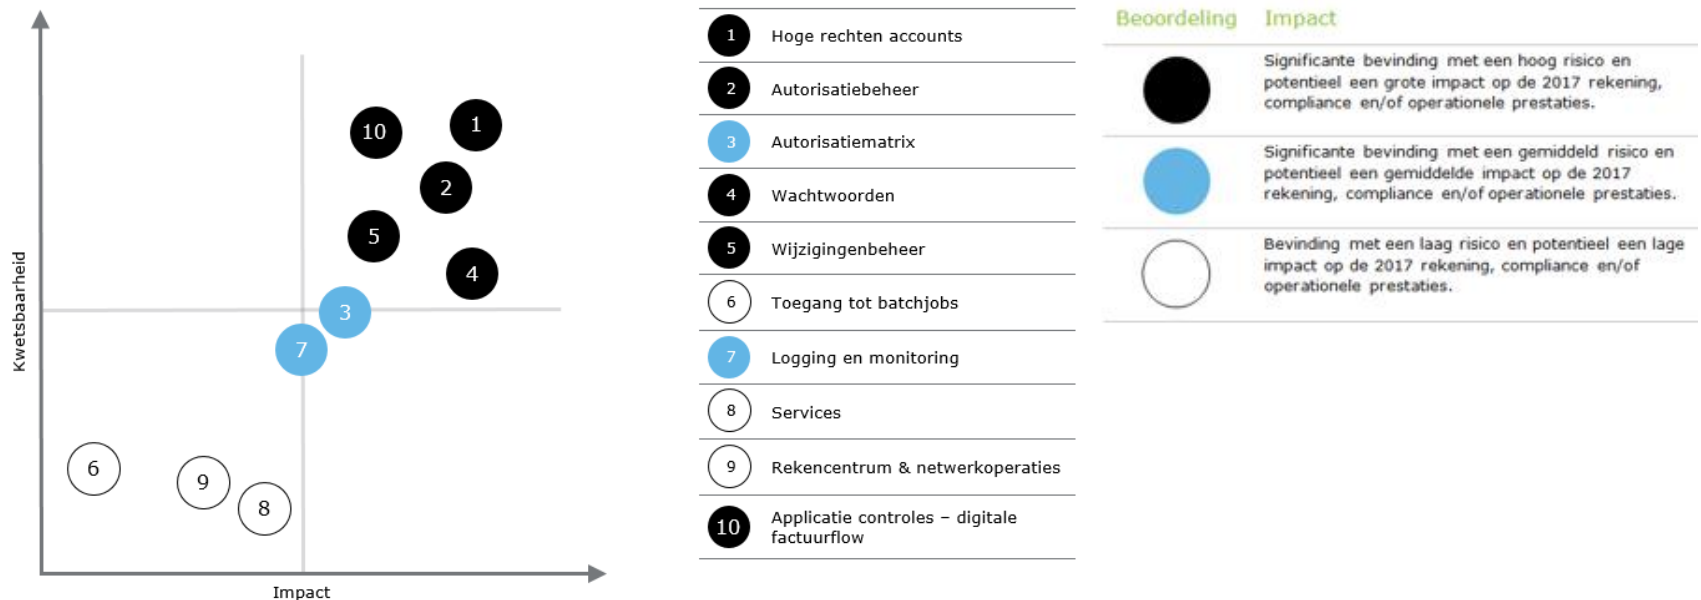 Kwetsbaarheid
10
1
2
5
4
3
7
6
9
8
Impact
1 Hoge rechten accounts
2 Autorisatiebeheer
3 Autorisatiematrix
4 Wachtwoorden
5 Wijzigingenbeheer
6 Toegang tot batchjobs
7 Logging en monitoring
8 Services
9 Rekencentrum & netwerkoperaties
10 Applicatie controles – digitale
factuurflow
Beoordeling Impact
Significante bevinding met een hoog risico en
potentieel een grote impact op de 2017 rekening,
compliance en/of operationele prestaties.
Significante bevinding met een gemiddeld risico en
potentieel een gemiddelde impact op de 2017
rekening, compliance en/of operationele prestaties.
Bevinding met een laag risico en potentieel een lage
impact op de 2017 rekening, compliance en/of
operationele prestaties.